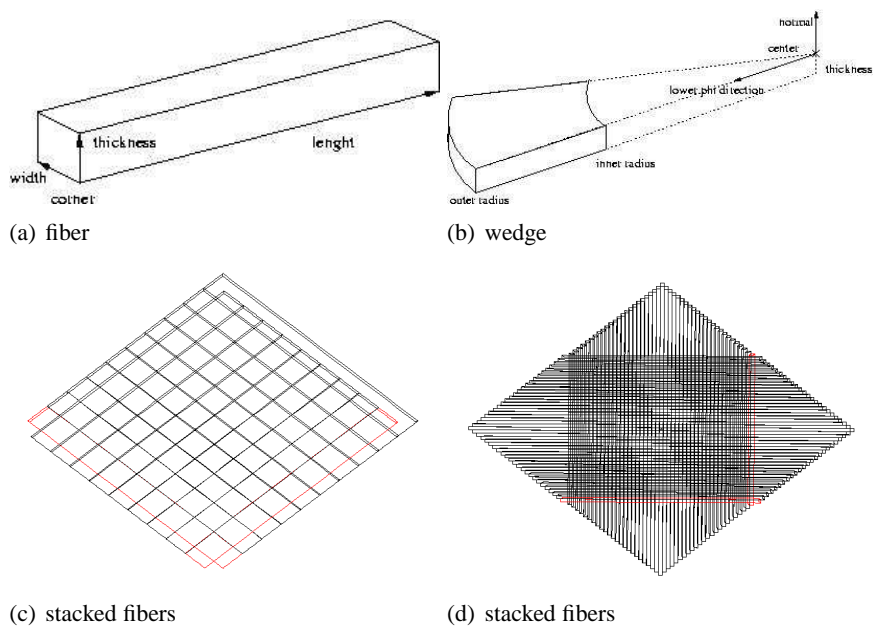 normal
center
thickness
lower phi direction
thickness
lenght
width
corner
inner radius
outer radius
(a) fiber
(b) wedge
(c) stacked fibers
(d) stacked fibers